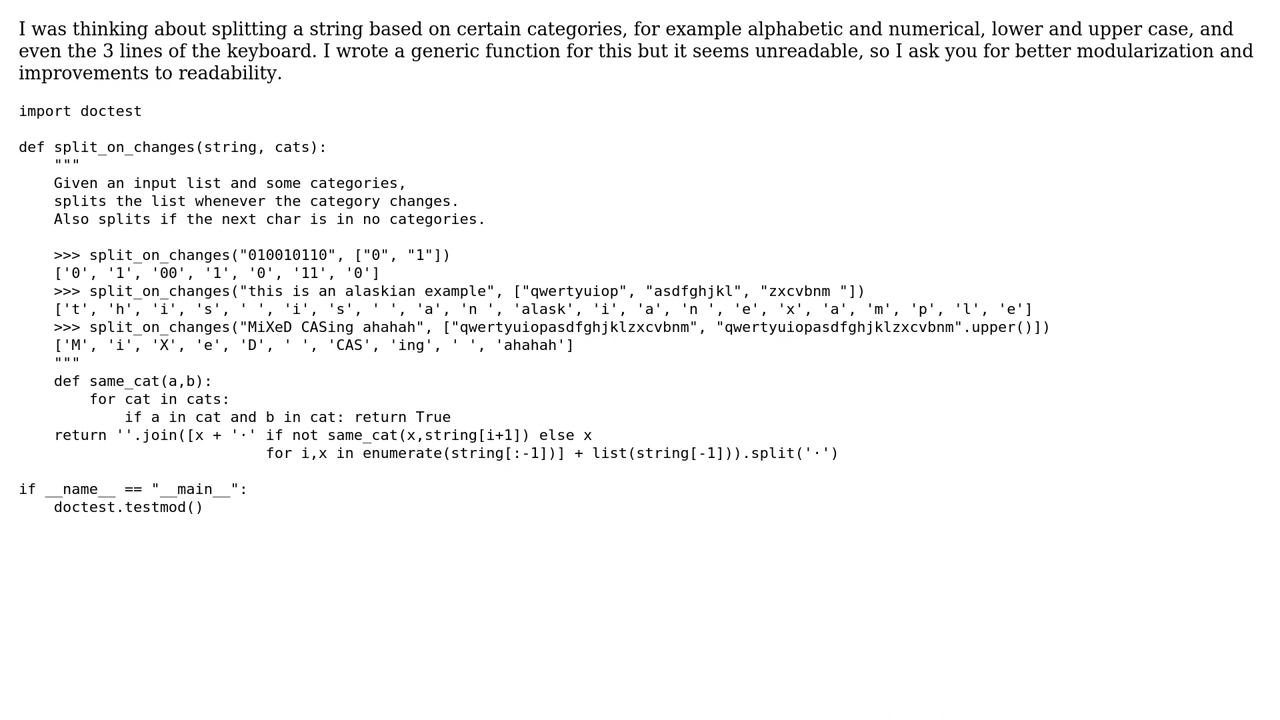 I was thinking about splitting a string based on certain categories, for example alphabetic and numerical, lower and upper case, and
even the 3 lines of the keyboard. I wrote a generic function for this but it seems unreadable, so I ask you for better modularization and
improvements to readability.
import doctest
def split_on_changes(string, cats):
    """
    Given an input list and some categories,
    splits the list whenever the category changes.
    Also splits if the next char is in no categories.
    >>> split_on_changes("010010110", ["0", "1"])
    ['0', '1', '00', '1', '0', '11', '0']
    >>> split_on_changes("this is an alaskian example", ["qwertyuiop", "asdfghjkl", "zxcvbnm "])
    ['t', 'h', 'i', 's', ' ', 'i', 's', ' ', 'a', 'n ', 'alask', 'i', 'a', 'n ', 'e', 'x', 'a', 'm', 'p', 'l', 'e']
    >>> split_on_changes("MiXeD CASing ahahah", ["qwertyuiopasdfghjklzxcvbnm", "qwertyuiopasdfghjklzxcvbnm".upper()])
    ['M', 'i', 'X', 'e', 'D', ' ', 'CAS', 'ing', ' ', 'ahahah']
    """
    def same_cat(a,b):
        for cat in cats:
            if a in cat and b in cat: return True
    return ''.join([x + '·' if not same_cat(x,string[i+1]) else x
                            for i,x in enumerate(string[:-1])] + list(string[-1])).split('·')
if __name__ == "__main__":
    doctest.testmod()